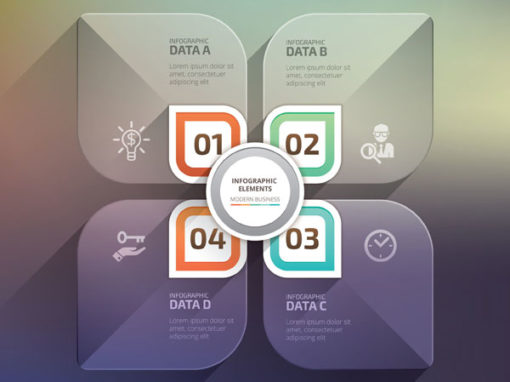 INFOGRAPHIC
DATA A
Lorem ipsum dolor sit
amet, consectetuer
adipiscing elit
01
INFOGRAPHIC
DATA B
Lorem ipsum dolor sit
amet, consectetuer
adipiscing elit
02
INFOGRAPHIC
ELEMENTS
MODERN BUSINESS
04
INFOGRAPHIC
DATA D
Lorem ipsum dolor sit
amet, consectetuer
adipiscing elit
03
INFOGRAPHIC
DATA C
Lorem ipsum dolor sit
amet, consectetuer
adipiscing elit